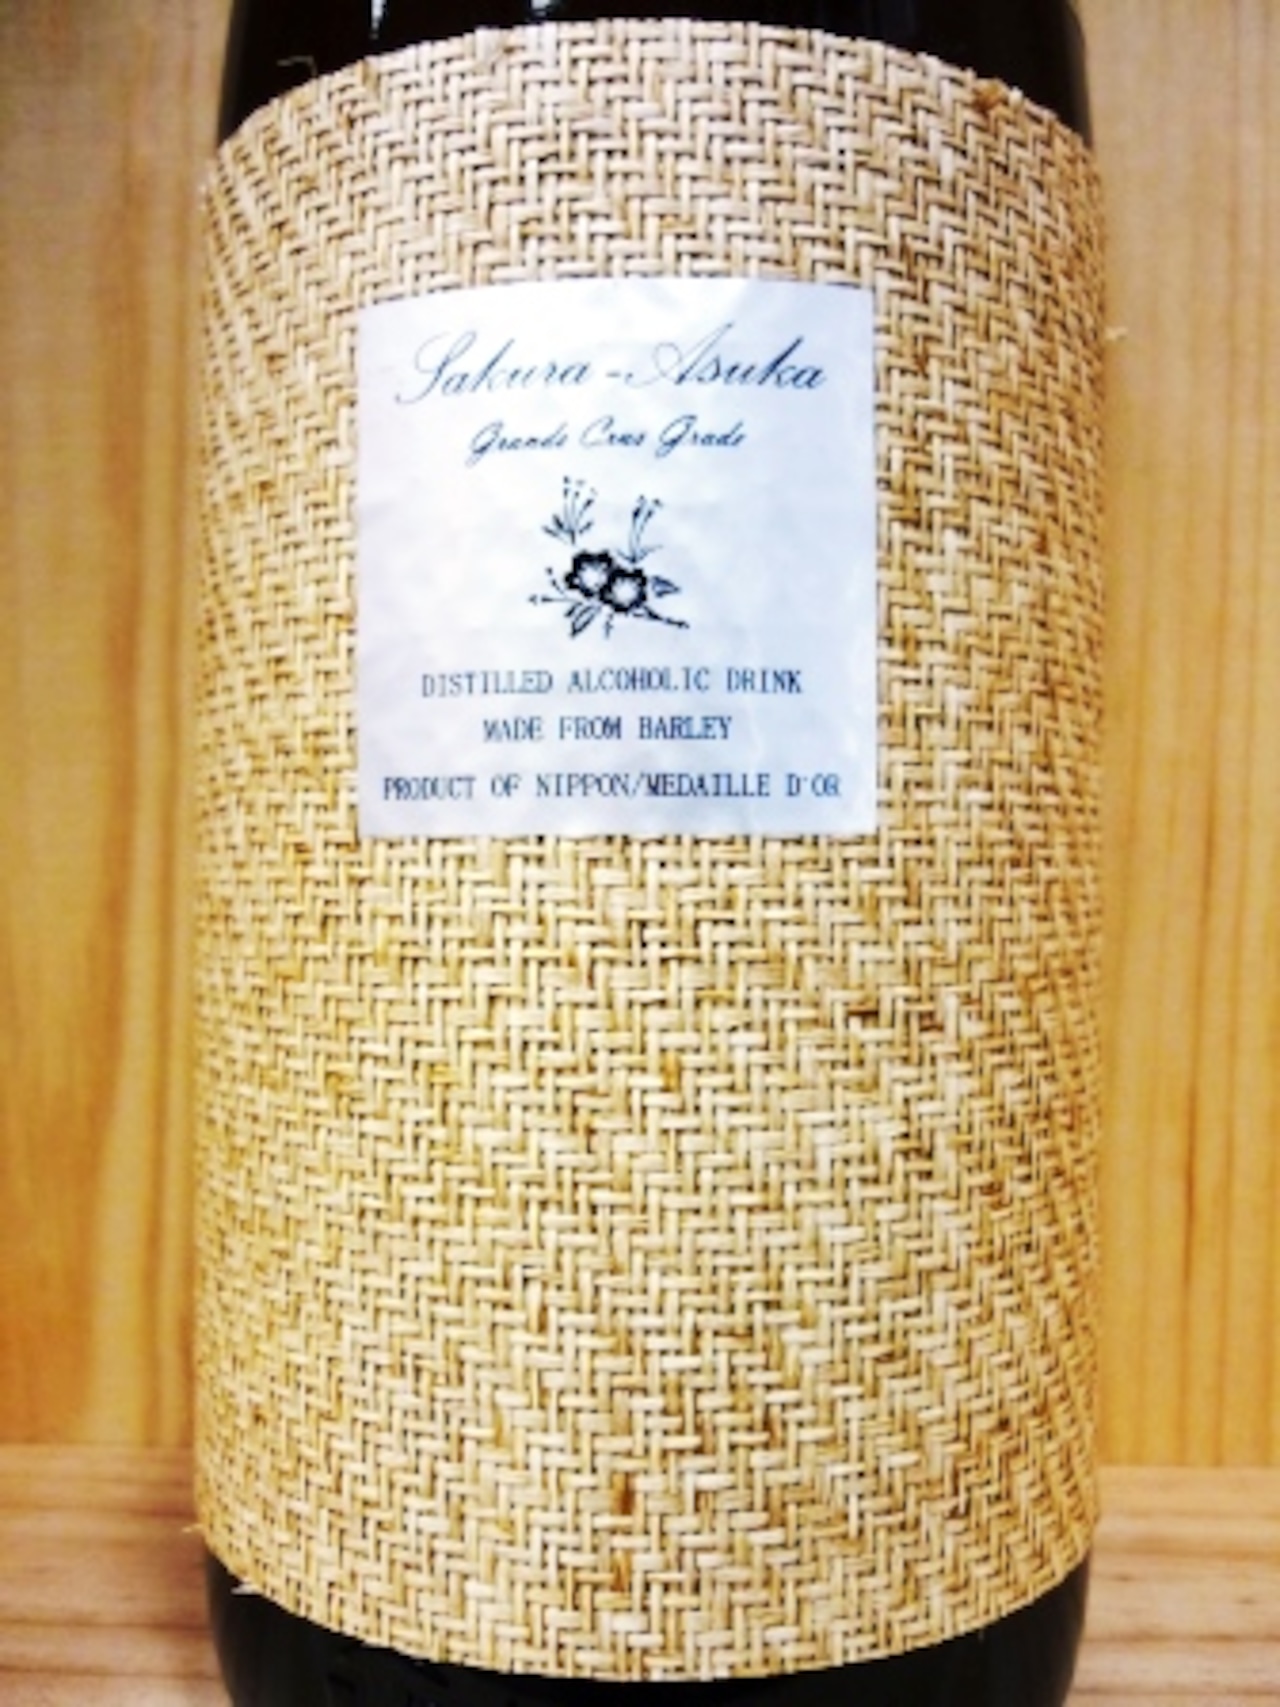 Sakura-Asuka
Grande Crus Grade
DISTILLED ALCOHOLIC DRINK
MADE FROM BARLEY
PRODUCT OF NIPPON/MEDAILLE D'OR